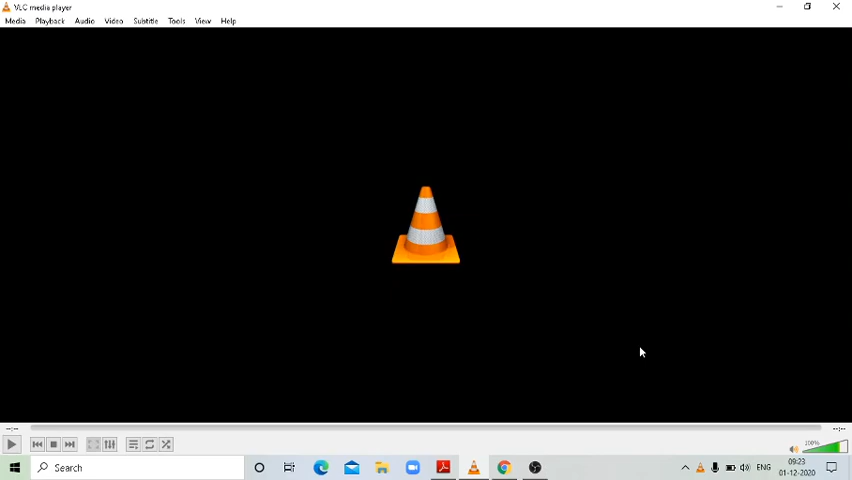 VLC media player
Media Playback Audio Video Subtitle Tools View Help
--:-- --:--
100%
Search
ENG
09:23
01-12-2020